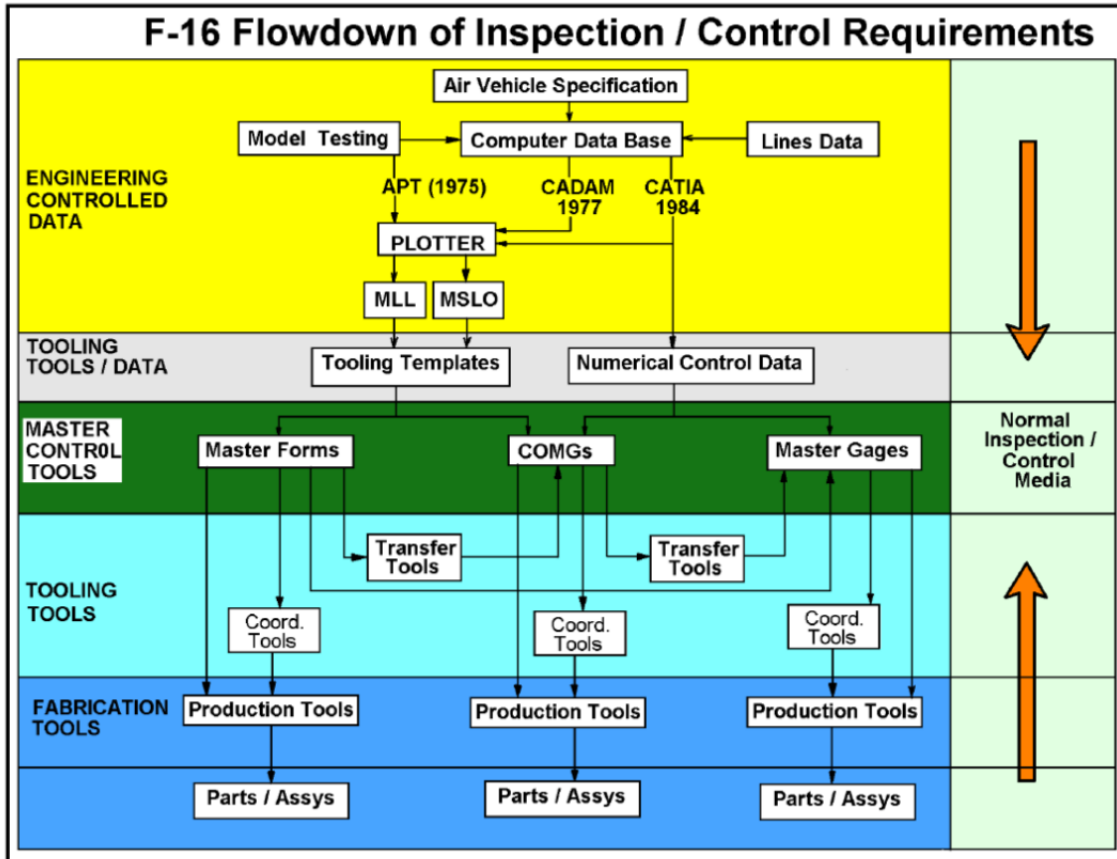 F-16 Flowdown of Inspection / Control Requirements
Air Vehicle Specification
Model Testing
Computer Data Base
Lines Data
ENGINEERING
CONTROLLED
DATA
APT (1975)
CADAM
1977
CATIA
1984
PLOTTER
MLL
MSLO
TOOLING
TOOLS / DATA
Tooling Templates
Numerical Control Data
MASTER
CONTR0L
TOOLS
Master Forms
COMGs
Master Gages
Normal
Inspection /
Control
Media
Transfer
Tools
Transfer
Tools
TOOLING
TOOLS
Coord.
Tools
Coord.
Tools
Coord.
Tools
FABRICATION
TOOLS
Production Tools
Production Tools
Production Tools
Parts / Assys
Parts / Assys
Parts / Assys